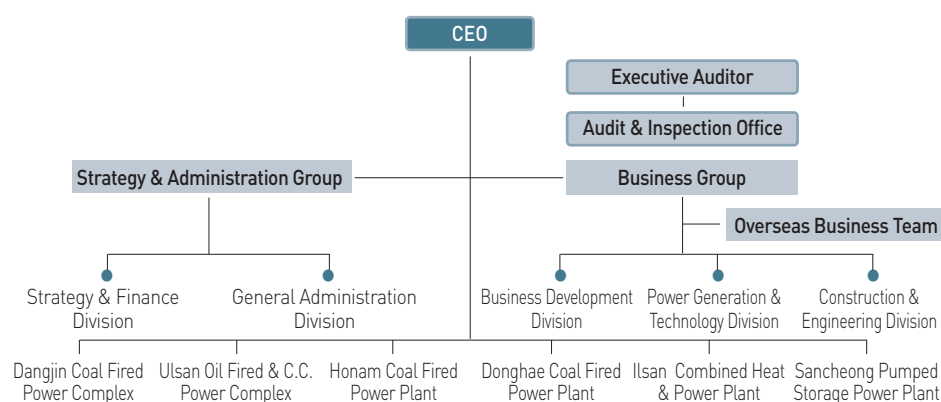 CEO
Executive Auditor
Audit & Inspection Office
Strategy & Administration Group
Business Group
Overseas Business Team
Strategy & Finance
Division
General Administration
Division
Business Development
Division
Power Generation &
Technology Division
Construction &
Engineering Division
Dangjin Coal Fired
Power Complex
Ulsan Oil Fired & C.C.
Power Complex
Honam Coal Fired
Power Plant
Donghae Coal Fired
Power Plant
Ilsan Combined Heat
& Power Plant
Sancheong Pumped
Storage Power Plant